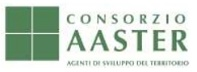 CONSORZIO
AASTER
AGENTI DI SVILUPPO DEL TERRITORIO